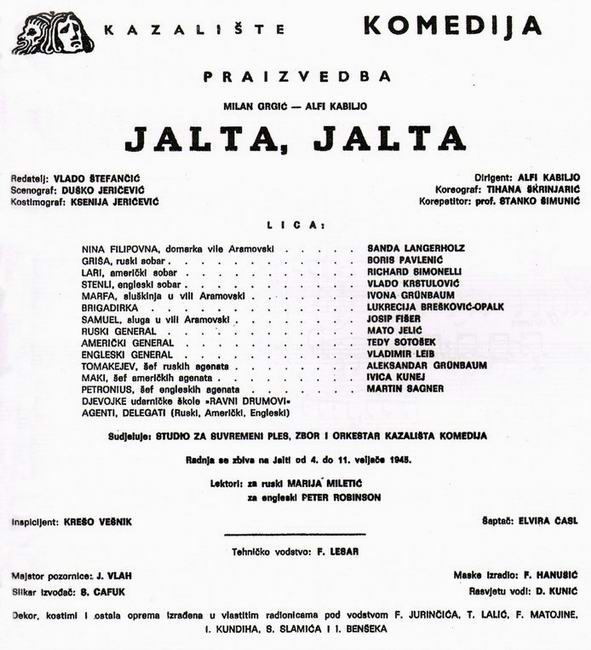 KAZALIŠTE KOMEDIJA
PRAIZVEDBA
MILAN GRGIĆ — ALFI KABILJO
JALTA, JALTA
Redatelj: VLADO ŠTEFANČIĆ Dirigent: ALFI KABILJO
Scenograf: DUŠKO JERIČEVIĆ Koreograf: TIHANA ŠKRINJARIĆ
Kostimograf: KSENIJA JERIČEVIĆ Korepetitor: prof. STANKO ŠIMUNIĆ
LICA:
NINA FILIPOVNA, domarka vile Aramovski . . . . . SANDA LANGERHOLZ
GRIŠA, ruski sobar . . . . . . . . . . . BORIS PAVLENIĆ
LARI, američki sobar . . . . . . . . . . RICHARD SIMONELLI
STENLI, engleski sobar . . . . . . . . . . VLADO KRSTULOVIĆ
MARFA, sluškinja u vili Aramovski . . . . . . . IVONA GRÜNBAUM
BRIGADIRKA . . . . . . . . . . . . LUKRECIJA BREŠKOVIĆ-OPALK
SAMUEL, sluga u vili Aramovski . . . . . . . . JOSIP FIŠER
RUSKI GENERAL . . . . . . . . . . . MATO JELIĆ
AMERIČKI GENERAL . . . . . . . . . . TEDY SOTOŠEK
ENGLESKI GENERAL . . . . . . . . . . VLADIMIR LEIB
TOMAKEJEV, šef ruskih agenata . . . . . . . . ALEKSANDAR GRÜNBAUM
MAKI, šef američkih agenata . . . . . . . . . IVICA KUNEJ
PETRONIUS, šef engleskih agenata . . . . . . . MARTIN SAGNER
DJEVOJKE udarničke škole »RAVNI DRUMOVI«
AGENTI, DELEGATI (Ruski, Američki, Engleski)
Sudjeluje: STUDIO ZA SUVREMENI PLES, ZBOR I ORKESTAR KAZALIŠTA KOMEDIJA
Radnja se zbiva na Jalti od 4. do 11. veljače 1945.
Lektori: za ruski MARIJA MILETIĆ
za engleski PETER ROBINSON
Inspicijent: KREŠO VEŠNIK Šaptač: ELVIRA CASL
Tehničko vodstvo: F. LESAR
Majstor pozornice: J. VLAH Maske izradio: F. HANUŠIĆ
Slikar izvođač: S. CAFUK Rasvjetu vodi: D. KUNIĆ
Dekor, kostimi i ostala oprema izrađena u vlastitim radionicama pod vodstvom F. JURINČIĆA, T. LALIĆ, F. MATOJINE,
I. KUNDIHA, S. SLAMIĆA I I. BENŠEKA